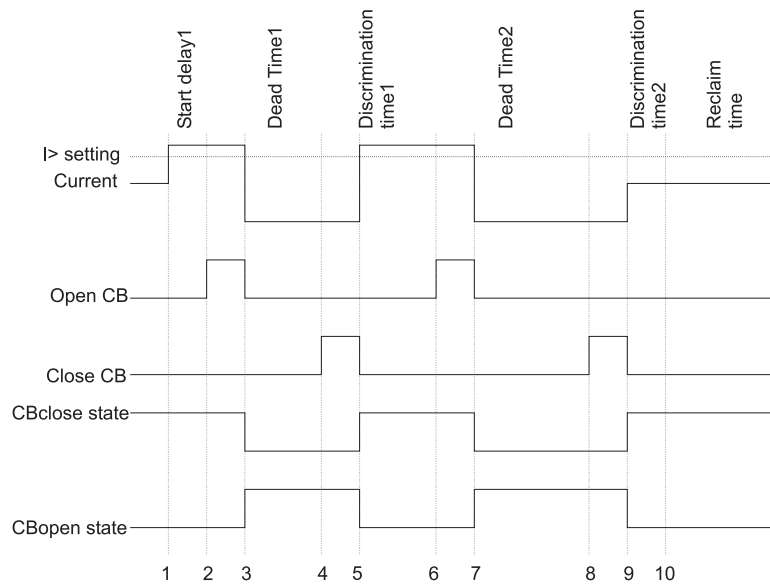 Start delay1
Dead Time1
Discrimination
time1
Dead Time2
Discrimination
time2
Reclaim
time
I> setting
Current
Open CB
Close CB
CBclose state
CBopen state
1 2 3 4 5 6 7 8 9 10